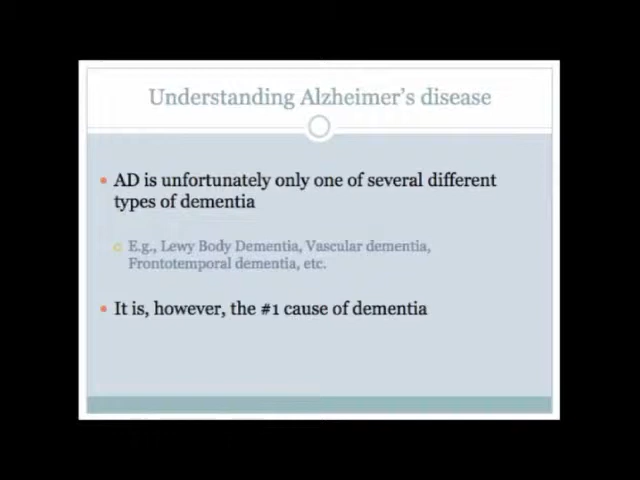 Understanding Alzheimer's disease
• AD is unfortunately only one of several different
types of dementia
E.g., Lewy Body Dementia, Vascular dementia,
Frontotemporal dementia, etc.
• It is, however, the #1 cause of dementia